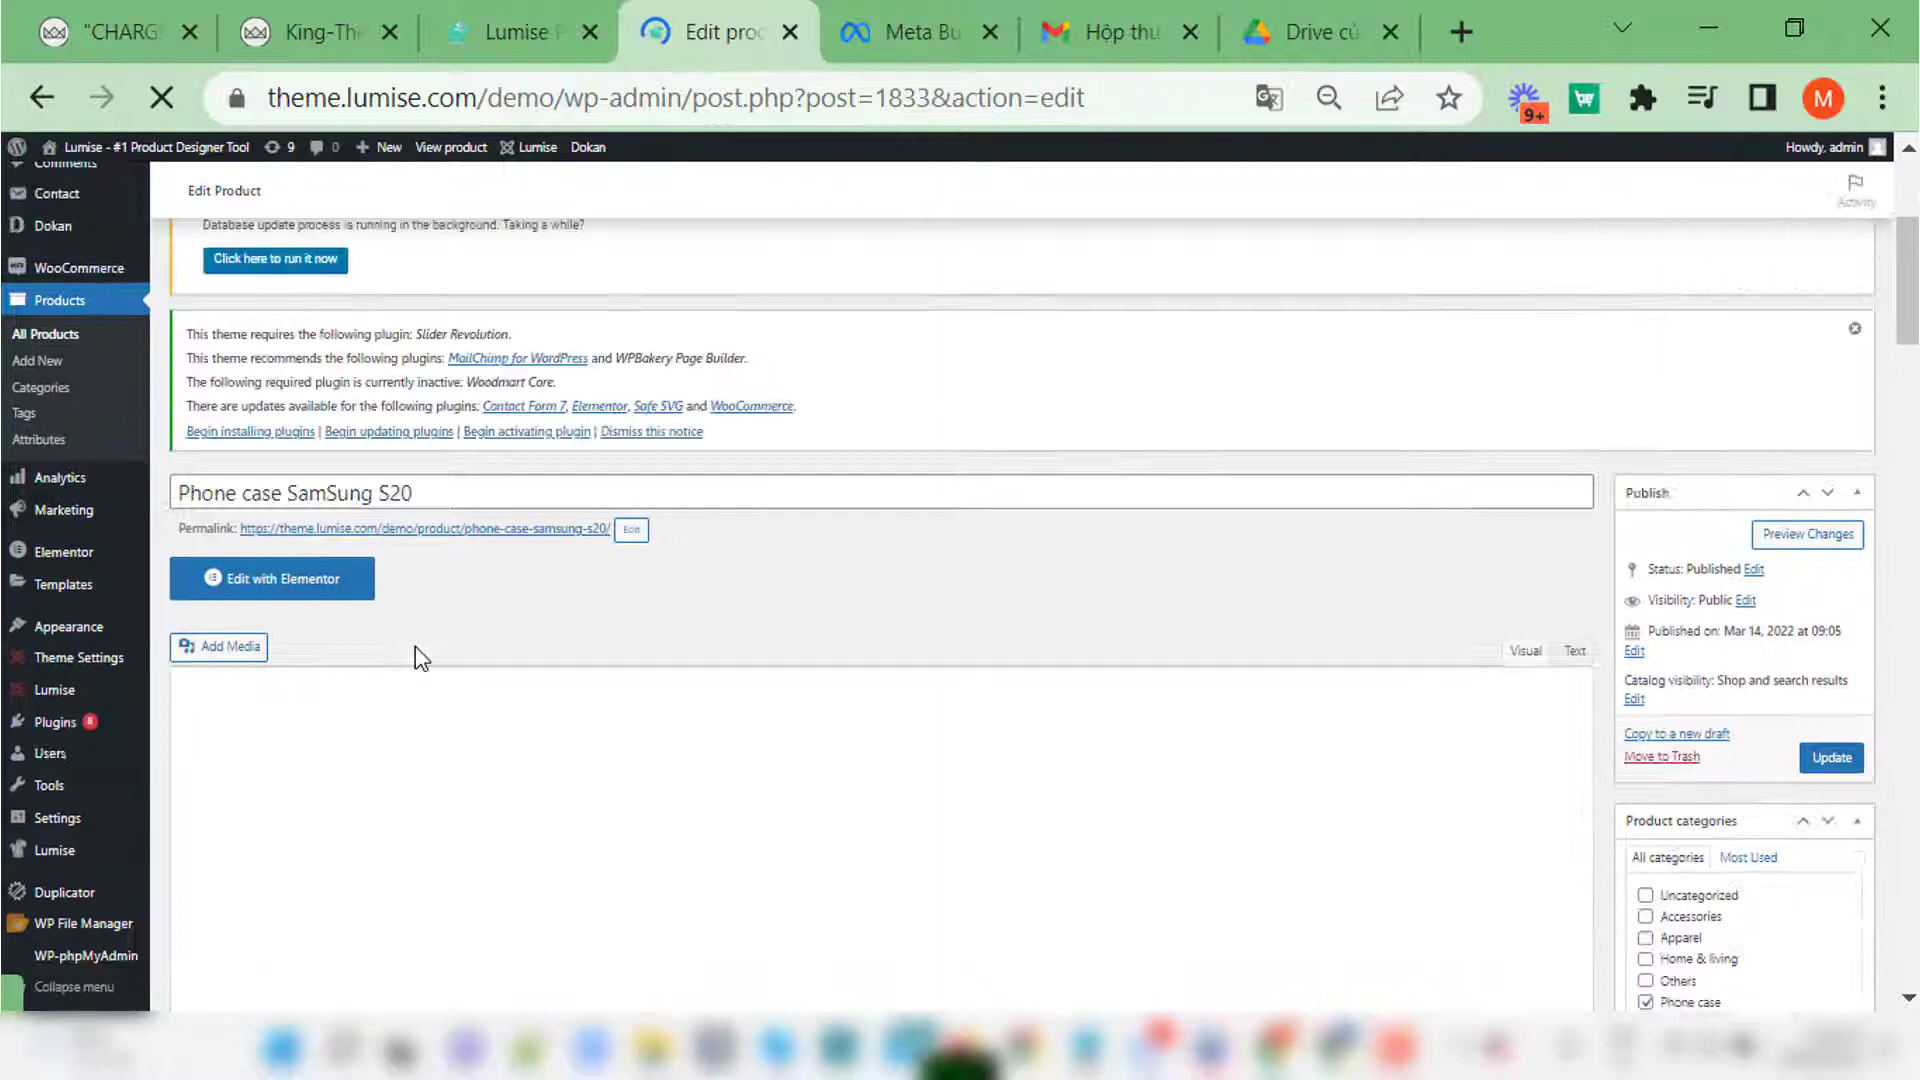 "CHARG
King-Th
Lumise
Edit proc
Meta Bu
Hộp thu
Drive củ
theme.lumise.com/demo/wp-admin/post.php?post=1833&action=edit
9+
M
Lumise - #1 Product Designer Tool
9
0
New
View product
Lumise
Dokan
Howdy, admin
Comments
Contact
Dokan
WooCommerce
Products
All Products
Add New
Categories
Tags
Attributes
Analytics
Marketing
Elementor
Templates
Appearance
Theme Settings
Lumise
Plugins 8
Users
Tools
Settings
Lumise
Duplicator
WP File Manager
WP-phpMyAdmin
Collapse menu
Edit Product
Activity
Database update process is running in the background. Taking a while?
Click here to run it now
This theme requires the following plugin: Slider Revolution.
This theme recommends the following plugins: MailChimp for WordPress and WPBakery Page Builder.
The following required plugin is currently inactive: Woodmart Core.
There are updates available for the following plugins: Contact Form 7, Elementor, Safe SVG and WooCommerce.
Begin installing plugins | Begin updating plugins | Begin activating plugin | Dismiss this notice
Phone case SamSung S20
Permalink: https://theme.lumise.com/demo/product/phone-case-samsung-s20/ Edit
Edit with Elementor
Add Media
Visual
Text
Publish
Preview Changes
Status: Published Edit
Visibility: Public Edit
Published on: Mar 14, 2022 at 09:05
Edit
Catalog visibility: Shop and search results
Edit
Copy to a new draft
Move to Trash
Update
Product categories
All categories
Most Used
Uncategorized
Accessories
Apparel
Home & living
Others
Phone case